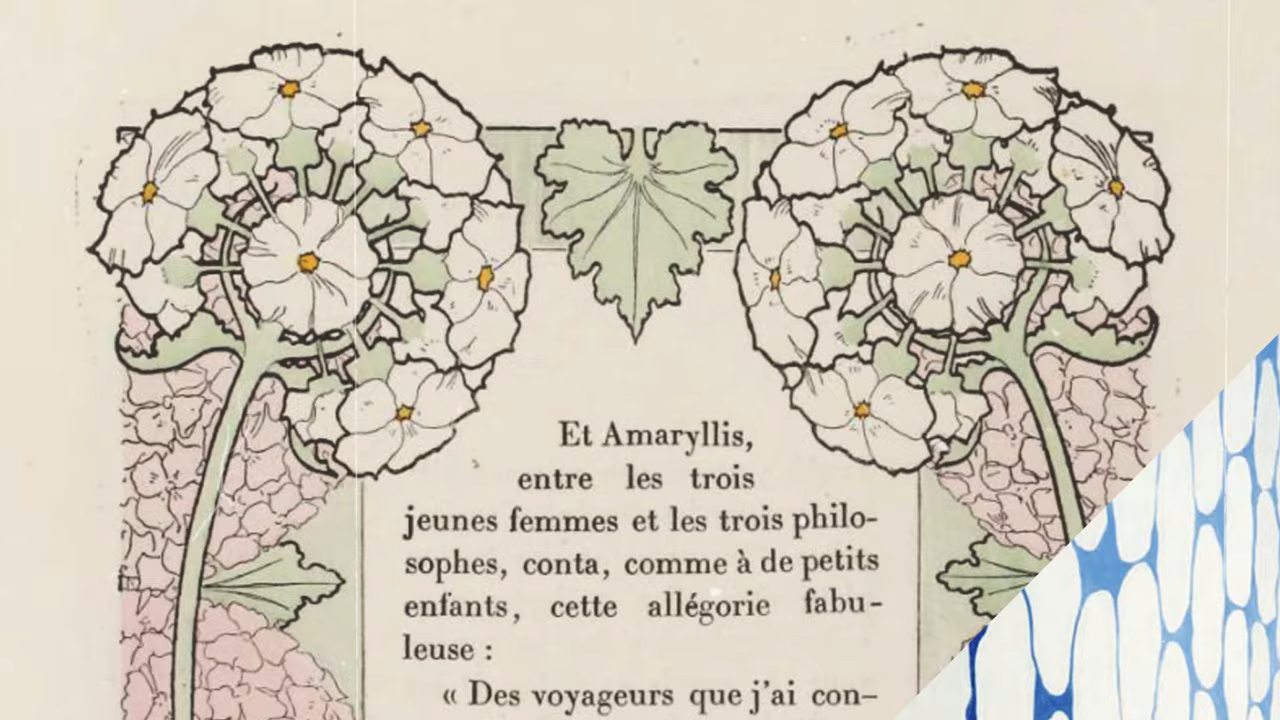 Et Amaryllis,
entre les trois
jeunes femmes et les trois philo-
sophes, conta, comme à de petits
enfants, cette allégorie fabu-
leuse :
« Des voyageurs que j'ai con-